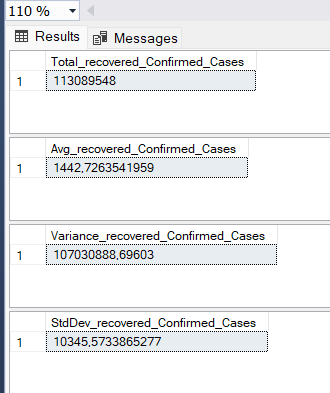 110 %
Results Messages
Total_recovered_Confirmed_Cases
1 113089548
Avg_recovered_Confirmed_Cases
1 1442,7263541959
Variance_recovered_Confirmed_Cases
1 107030888,69603
StdDev_recovered_Confirmed_Cases
1 10345,5733865277